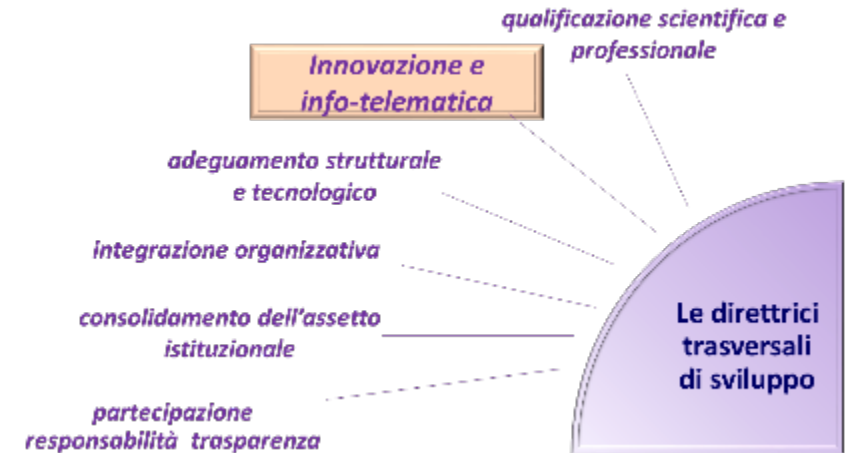 qualificazione scientifica e
professionale
Innovazione e
info-telematica
adeguamento strutturale
e tecnologico
integrazione organizzativa
consolidamento dell'assetto
istituzionale
partecipazione
responsabilità trasparenza
Le direttrici
trasversali
di sviluppo